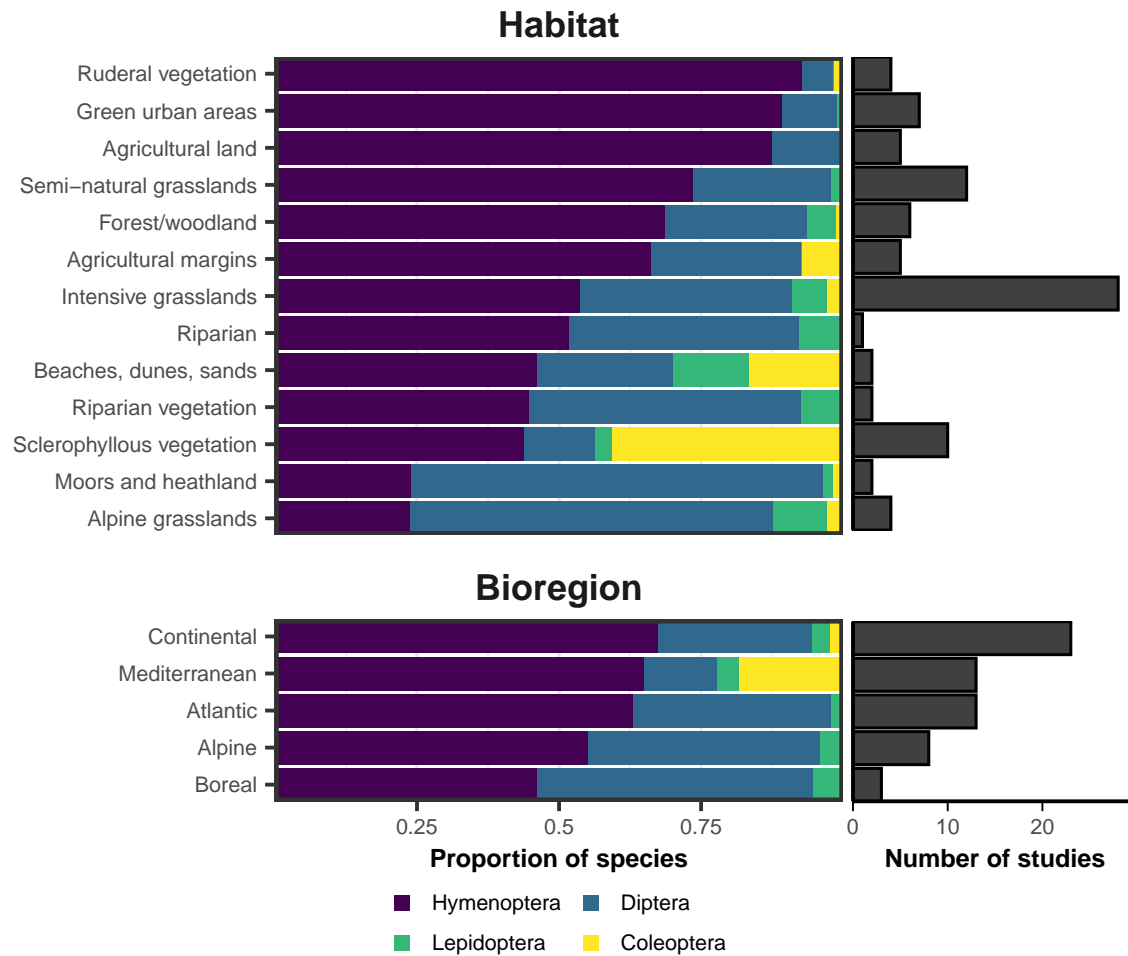 Habitat
Ruderal vegetation
Green urban areas
Agricultural land
Semi−natural grasslands
Forest/woodland
Agricultural margins
Intensive grasslands
Riparian
Beaches, dunes, sands
Riparian vegetation
Sclerophyllous vegetation
Moors and heathland
Alpine grasslands
Bioregion
Continental
Mediterranean
Atlantic
Alpine
Boreal
0.25 0.5 0.75 0 10 20
Proportion of species Number of studies
Hymenoptera Diptera
Lepidoptera Coleoptera